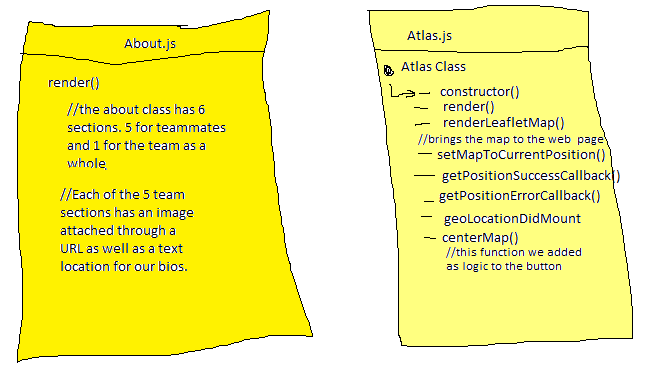 About.js
render()
//the about class has 6
sections. 5 for teammates
and 1 for the team as a
whole.
//Each of the 5 team
sections has an image
attached through a
URL as well as a text
location for our bios.
Atlas.js
Atlas Class
constructor()
render()
renderLeafletMap()
//brings the map to the web page
setMapToCurrentPosition()
getPositionSuccessCallback()
getPositionErrorCallback()
geoLocationDidMount
centerMap()
//this function we added
as logic to the button